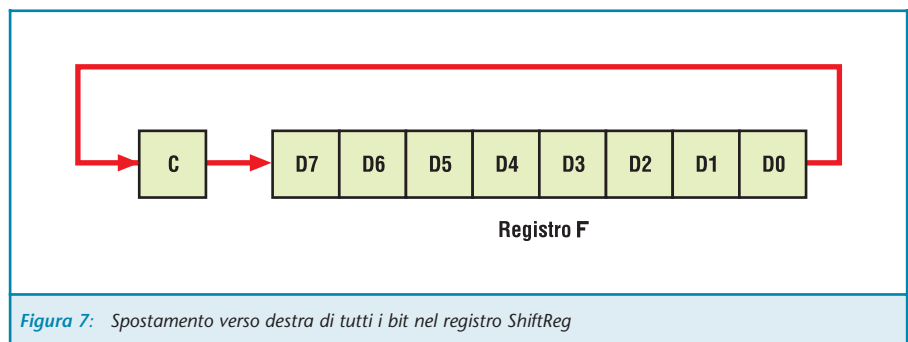 C D7 D6 D5 D4 D3 D2 D1 D0
Registro F
Figura 7: Spostamento verso destra di tutti i bit nel registro ShiftReg